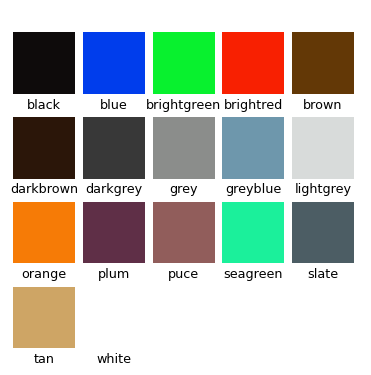 black blue brightgreen brightred brown
darkbrown darkgrey grey greyblue lightgrey
orange plum puce seagreen slate
tan white